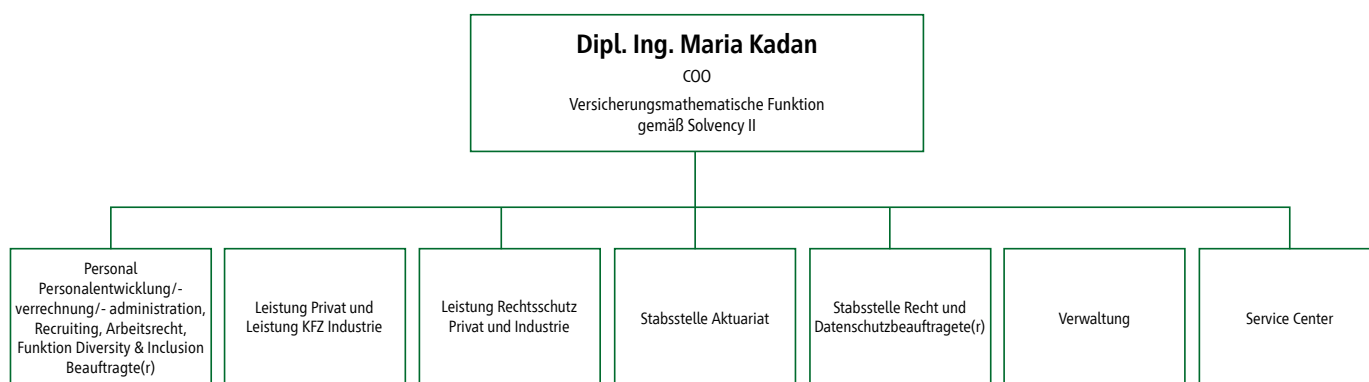 Dipl. Ing. Maria Kadan
COO
Versicherungsmathematische Funktion
gemäß Solvency II
Personal
Personalentwicklung/-
verrechnung/- administration,
Recruiting, Arbeitsrecht,
Funktion Diversity & Inclusion
Beauftragte(r)
Leistung Privat und
Leistung KFZ Industrie
Leistung Rechtsschutz
Privat und Industrie
Stabsstelle Aktuariat
Stabsstelle Recht und
Datenschutzbeauftragete(r)
Verwaltung
Service Center